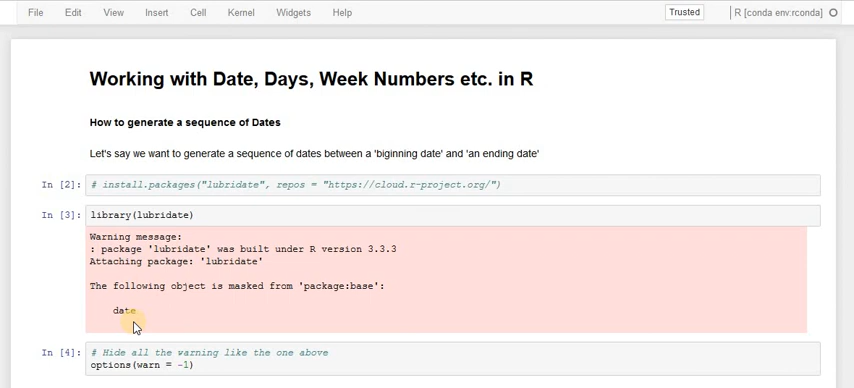 File Edit View Insert Cell Kernel Widgets Help Trusted R [conda env:rconda]
Working with Date, Days, Week Numbers etc. in R
How to generate a sequence of Dates
Let's say we want to generate a sequence of dates between a 'biginning date' and 'an ending date'
In [2]: # install.packages("lubridate", repos = "https://cloud.r-project.org/")
In [3]: library(lubridate)
Warning message:
: package 'lubridate' was built under R version 3.3.3
Attaching package: 'lubridate'
The following object is masked from 'package:base':
date
In [4]: # Hide all the warning like the one above
options(warn = -1)